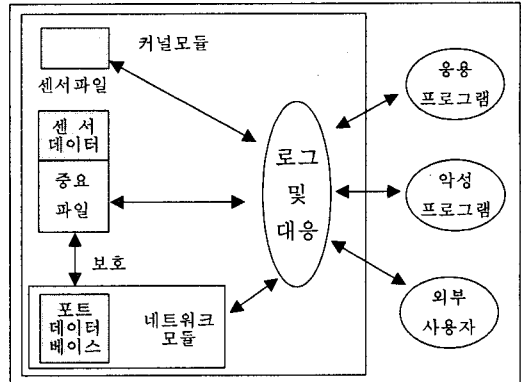 커널모듈
센서파일
센 서
데이터
중요
파일
보호
포트
데이터
베이스
네트워크
모듈
로그
및
대응
응용
프로그램
악성
프로그램
외부
사용자